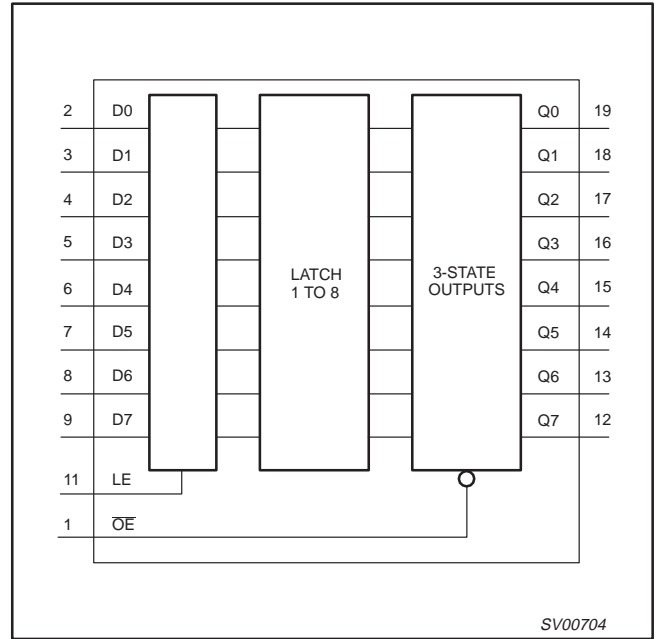 2 D0 Q0 19
3 D1 Q1 18
4 D2 Q2 17
5 D3 Q3 16
LATCH
1 TO 8
3-STATE
OUTPUTS
6 D4 Q4 15
7 D5 Q5 14
8 D6 Q6 13
9 D7 Q7 12
11 LE
1 O̅E̅
SV00704